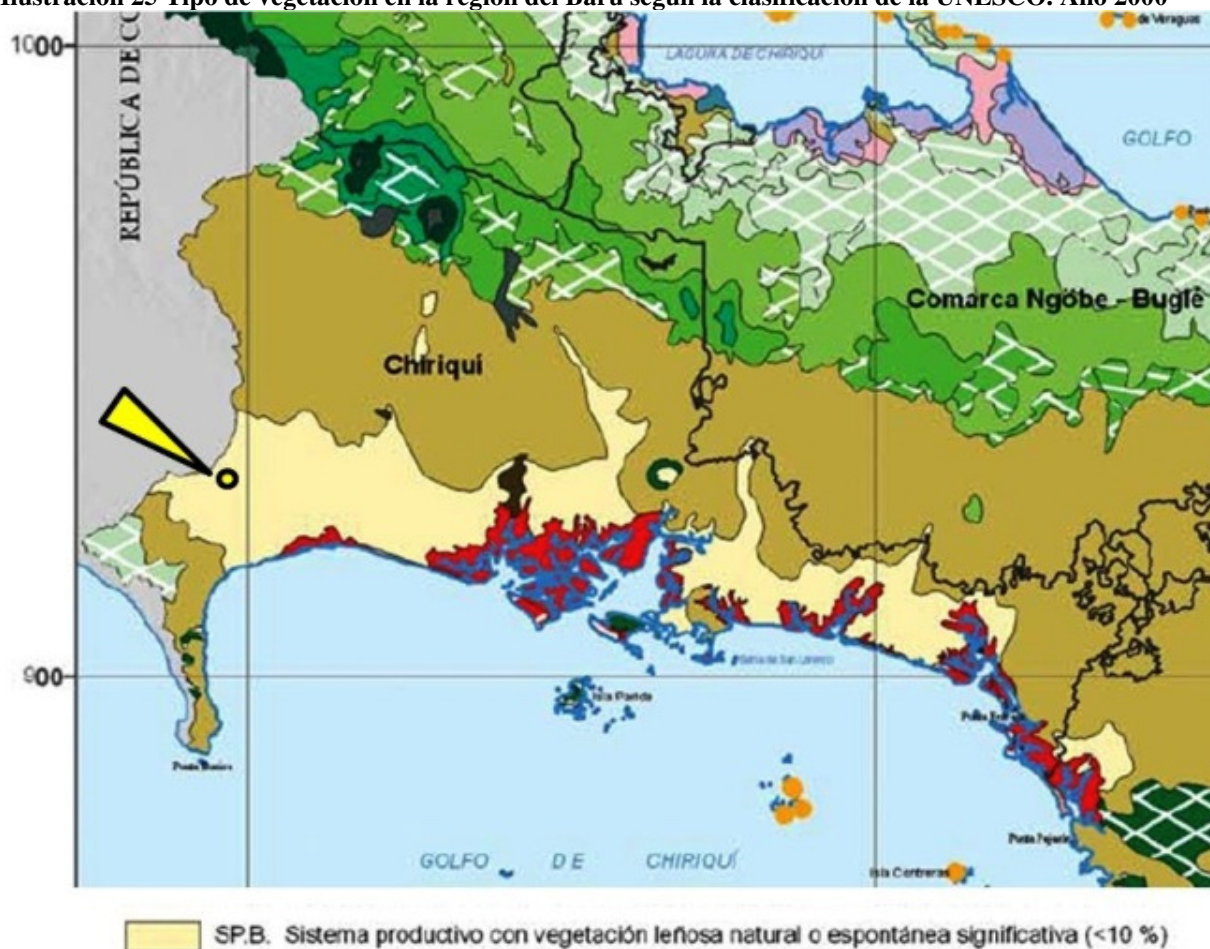 Ilustración 25 Tipo de vegetación en la región del Barú según la clasificación de la UNESCO. Año 2000
1000
de Veraguas
LAGUNA DE CHIRIQUÍ
REPÚBLICA DE CO
GOLFO
Comarca Ngöbe - Buglé
Chiriquí
900
Isla Parida
GOLFO DE CHIRIQUÍ
Isla Contreras
SP.B. Sistema productivo con vegetación leñosa natural o espontánea significativa (<10 %)